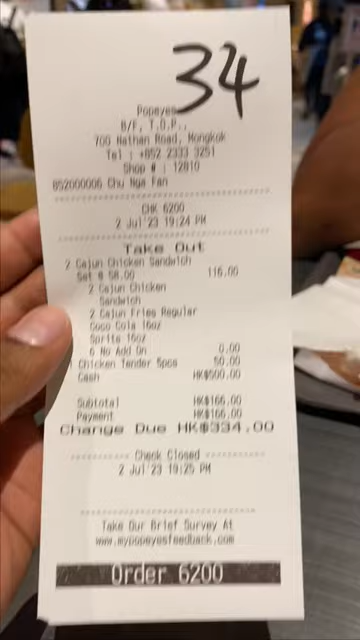 34
Popeyes
B/F, T.O.P.,
700 Nathan Road, Mongkok
Tel : +852 2333 3251
Shop # : 12810
852000006 Chu Nga Fan
CHK 6200
2 Jul'23 19:24 PM
Take Out
2 Cajun Chicken Sandwich
Set @ 58.00 116.00
2 Cajun Chicken
Sandwich
2 Cajun Fries Regular
Coco Cola 16oz
Sprite 16oz
6 No Add On 0.00
1 Chicken Tender 5pcs 50.00
Cash HK$500.00
Subtotal HK$166.00
Payment HK$166.00
Change Due HK$334.00
----------- Check Closed -----------
2 Jul'23 19:25 PM
Take Our Brief Survey At
www.mypopeyesfeedback.com
Order 6200